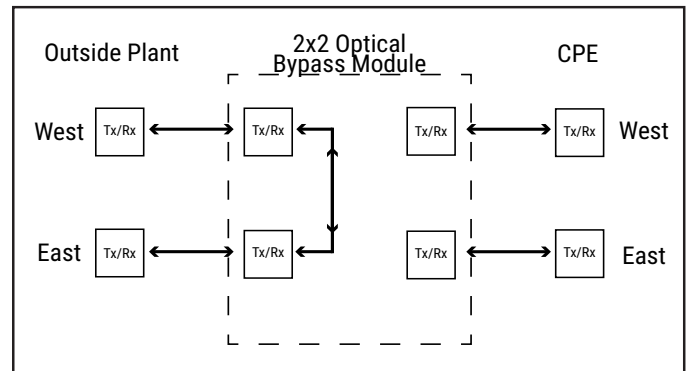 Outside Plant
2x2 Optical
Bypass Module
CPE
West
Tx/Rx
Tx/Rx
Tx/Rx
Tx/Rx
West
East
Tx/Rx
Tx/Rx
Tx/Rx
Tx/Rx
East